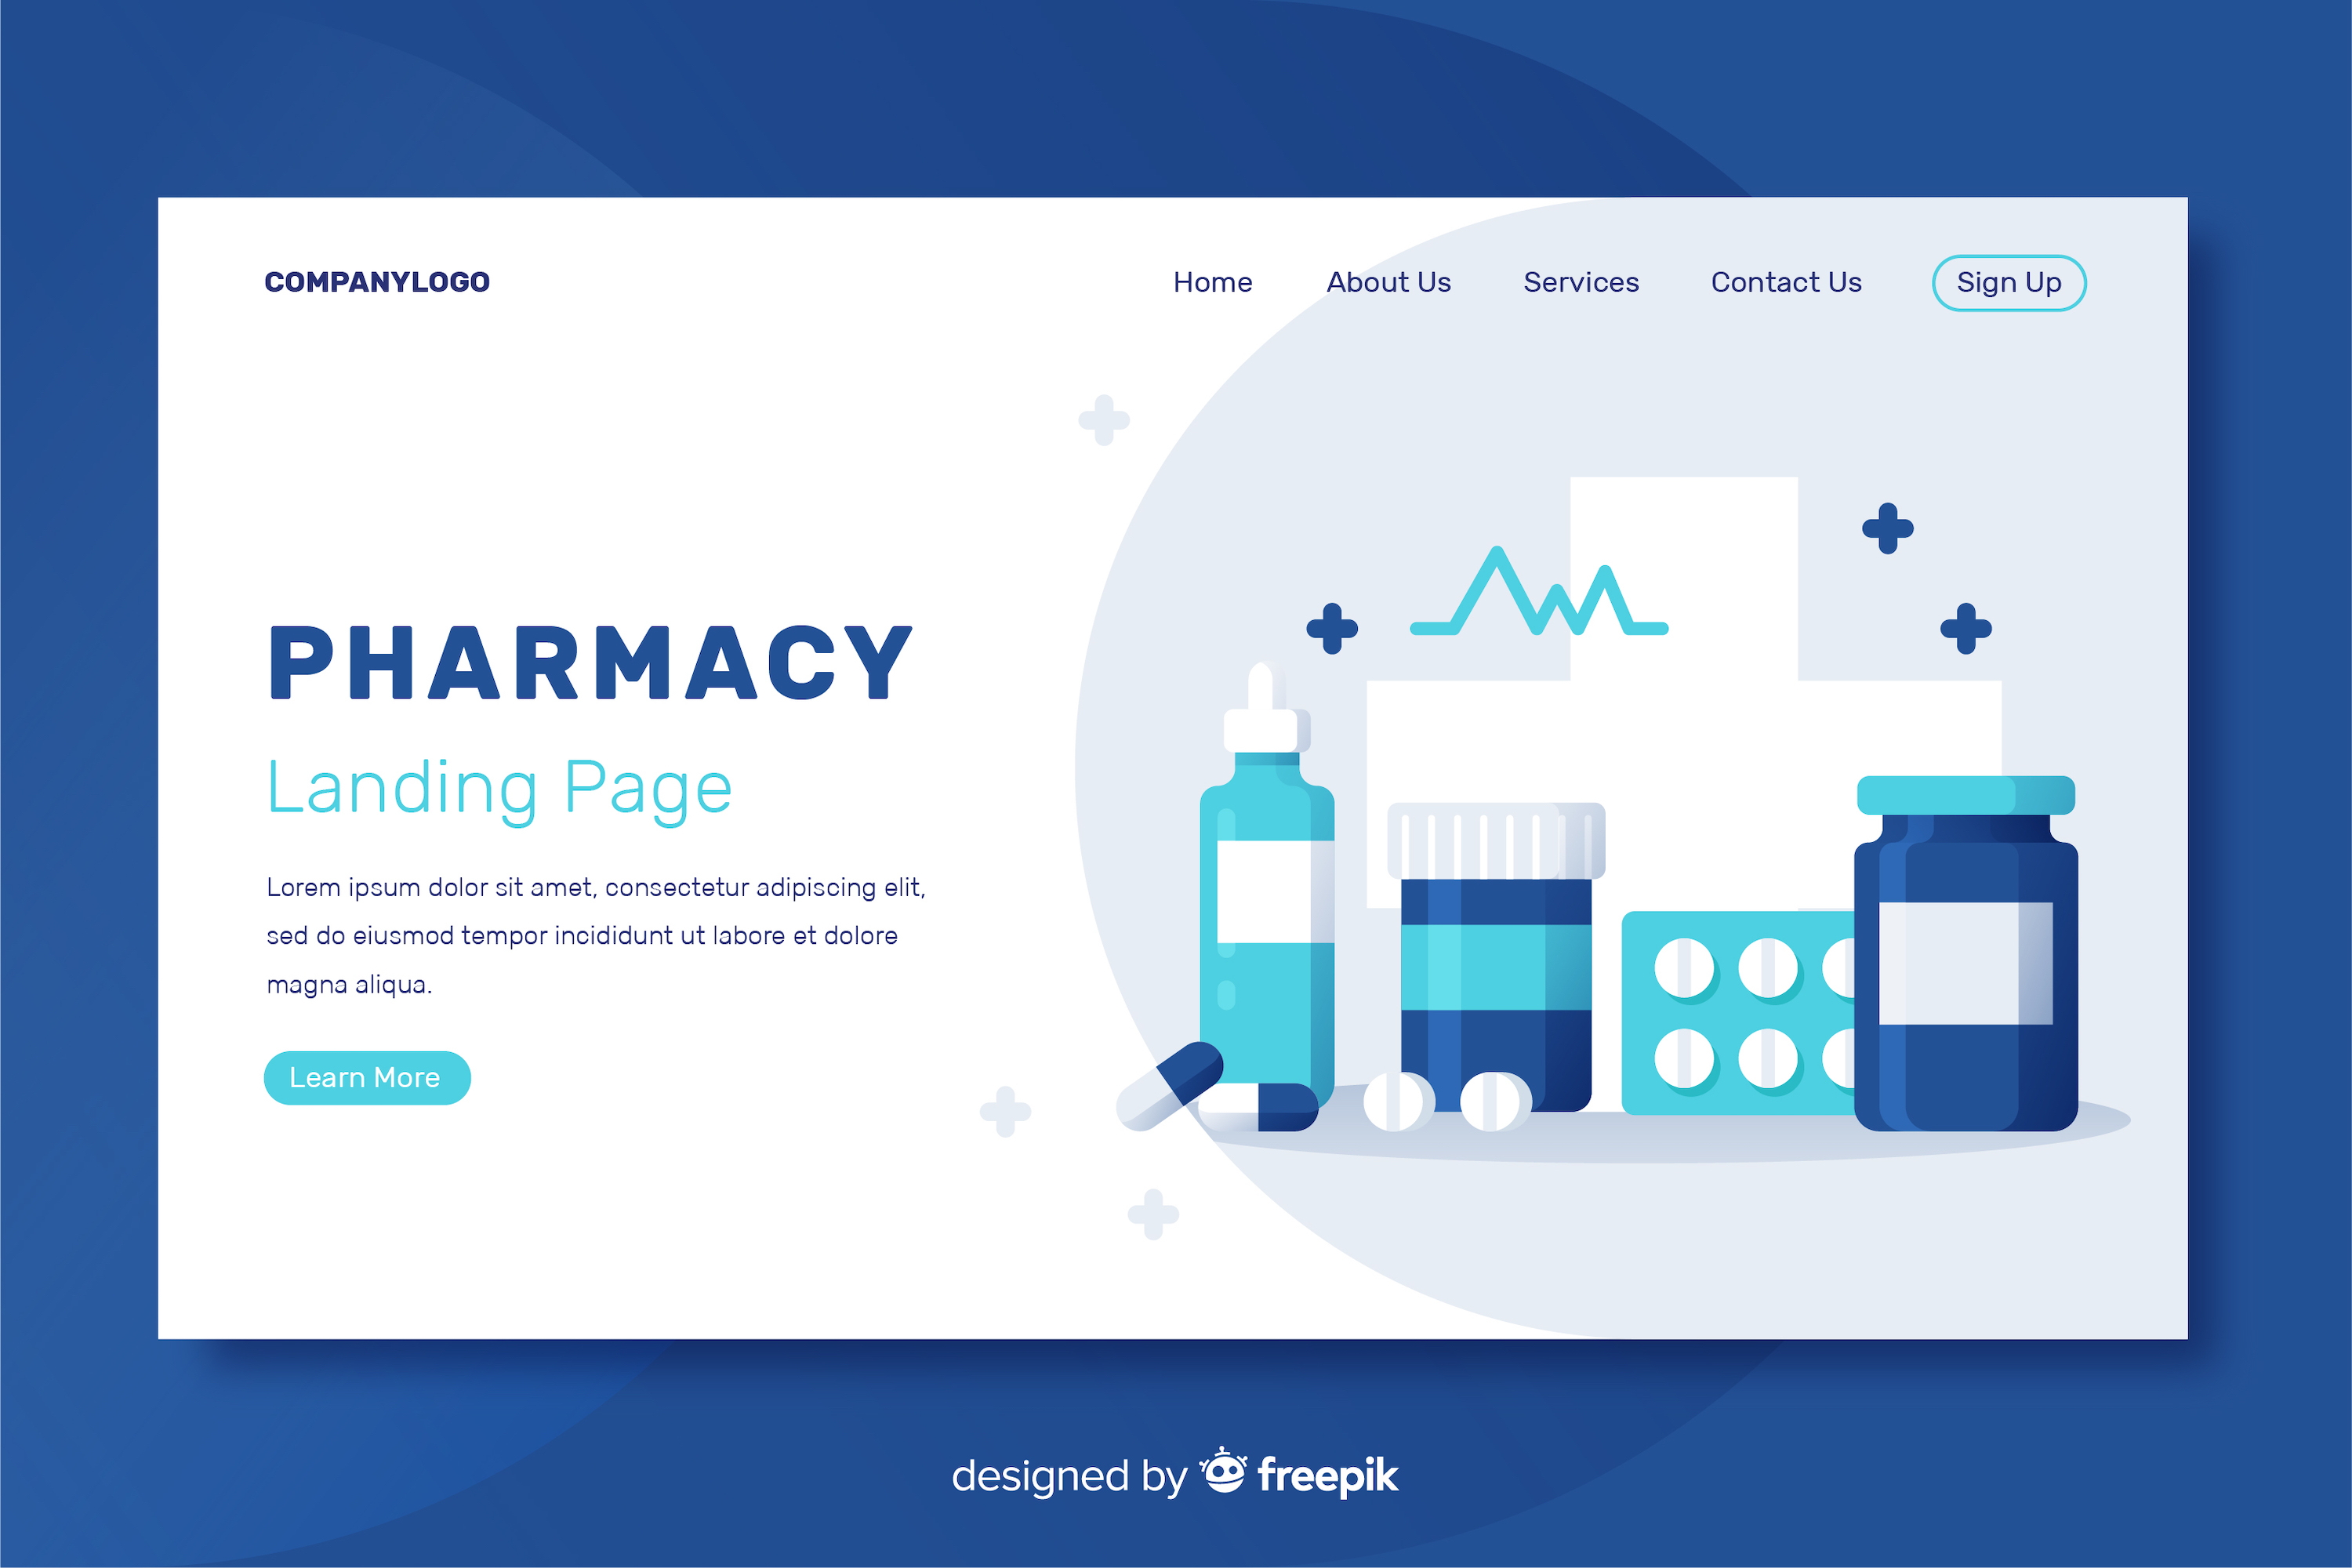 COMPANYLOGO
Home About Us Services Contact Us Sign Up
PHARMACY
Landing Page
Lorem ipsum dolor sit amet, consectetur adipiscing elit,
sed do eiusmod tempor incididunt ut labore et dolore
magna aliqua.
Learn More
designed by freepik